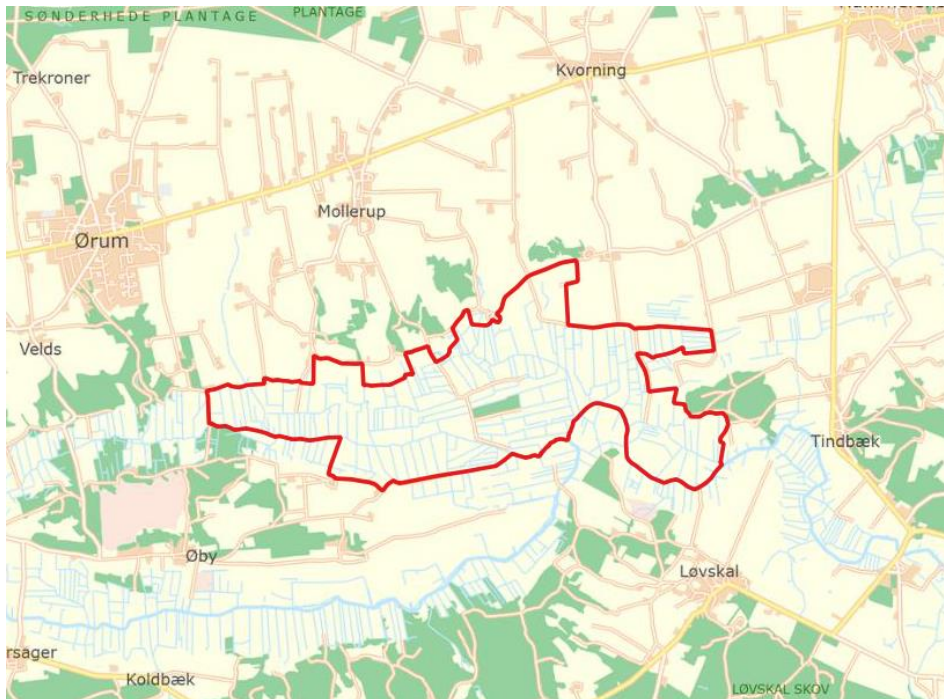 SØNDERHEDE PLANTAGE
PLANTAGE
Trekroner
Kvorning
Mollerup
Ørum
Velds
Tindbæk
Øby
Løvskal
rsager
Koldbæk
LØVSKAL SKOV